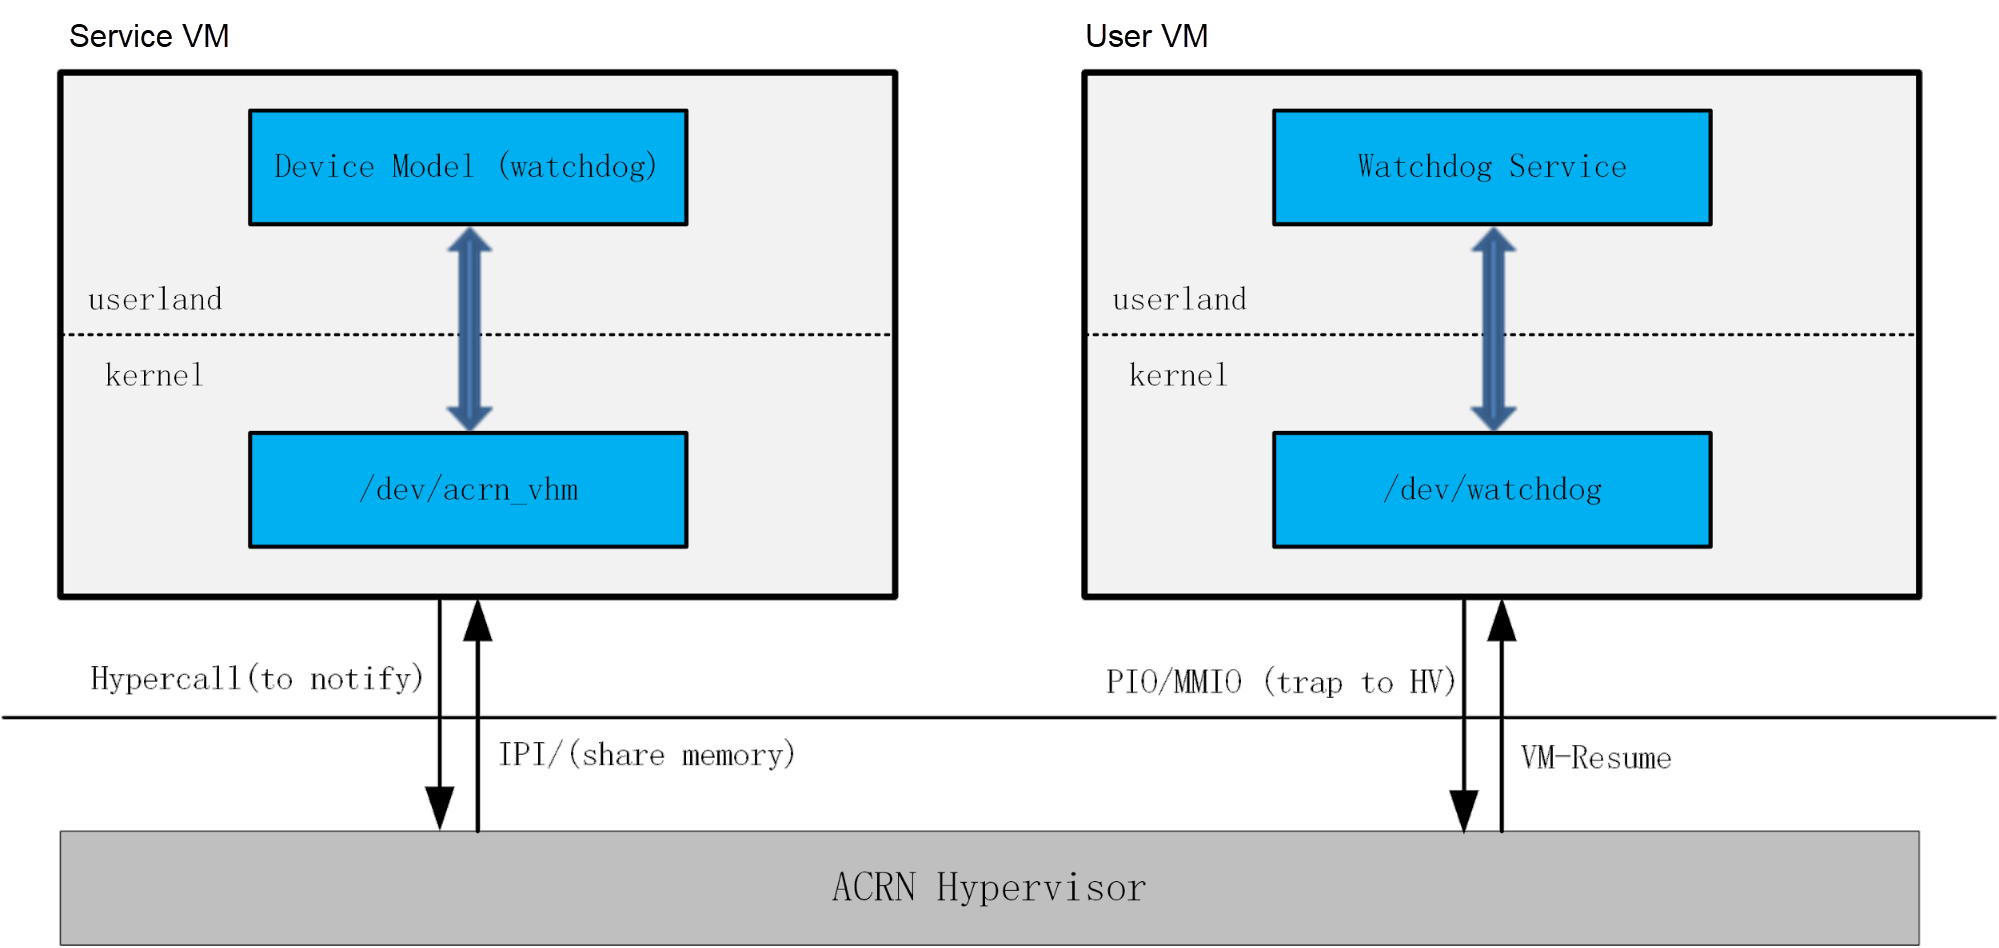 Service VM
User VM
Device Model (watchdog)
Watchdog Service
userland
userland
kernel
kernel
/dev/acrn_vhm
/dev/watchdog
Hypercall(to notify)
PIO/MMIO (trap to HV)
IPI/(share memory)
VM-Resume
ACRN Hypervisor